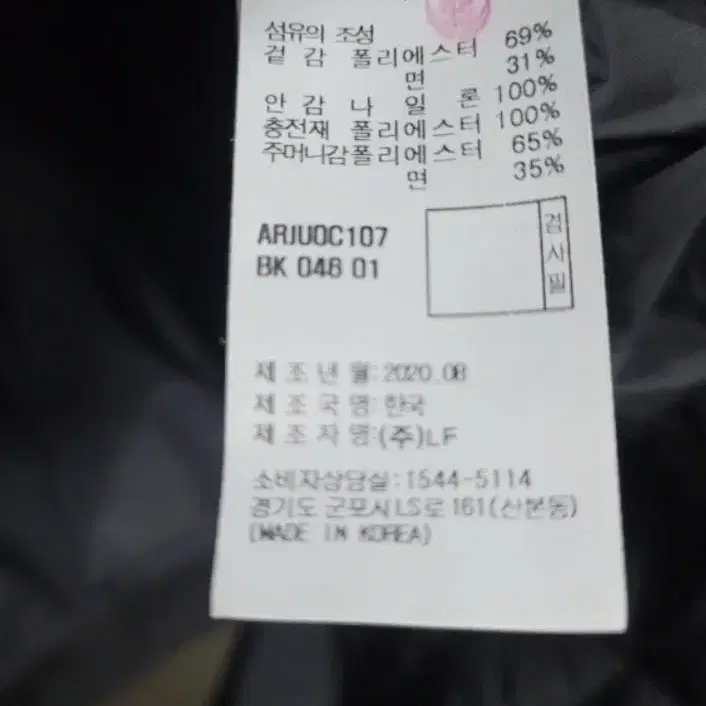 섬유의 조성
겉 감 폴리에스터 69%
면 31%
안 감 나 일 론 100%
충전재 폴리에스터 100%
주머니감폴리에스터 65%
면 35%
ARJU0C107
BK 046 01
검사필
제 조 년 월:2020.08
제 조 국 명:한국
제 조 자 명:(주)LF
소비자상담실:1544-5114
경기도 군포시LS로 161(산본동)
(MADE IN KOREA)